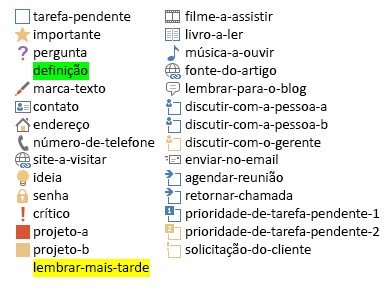 tarefa-pendente
importante
pergunta
definição
marca-texto
contato
endereço
número-de-telefone
site-a-visitar
ideia
senha
crítico
projeto-a
projeto-b
lembrar-mais-tarde
filme-a-assistir
livro-a-ler
música-a-ouvir
fonte-do-artigo
lembrar-para-o-blog
discutir-com-a-pessoa-a
discutir-com-a-pessoa-b
discutir-com-o-gerente
enviar-no-email
agendar-reunião
retornar-chamada
1 prioridade-de-tarefa-pendente-1
2 prioridade-de-tarefa-pendente-2
solicitação-do-cliente